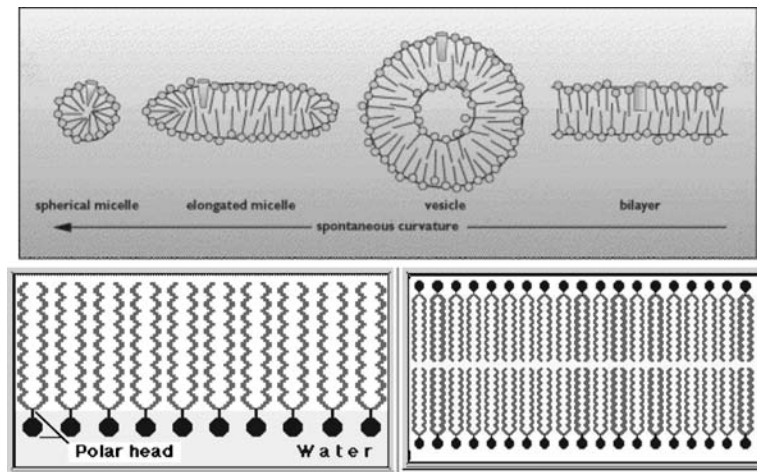 spherical micelle elongated micelle vesicle bilayer
spontaneous curvature
Polar head Water